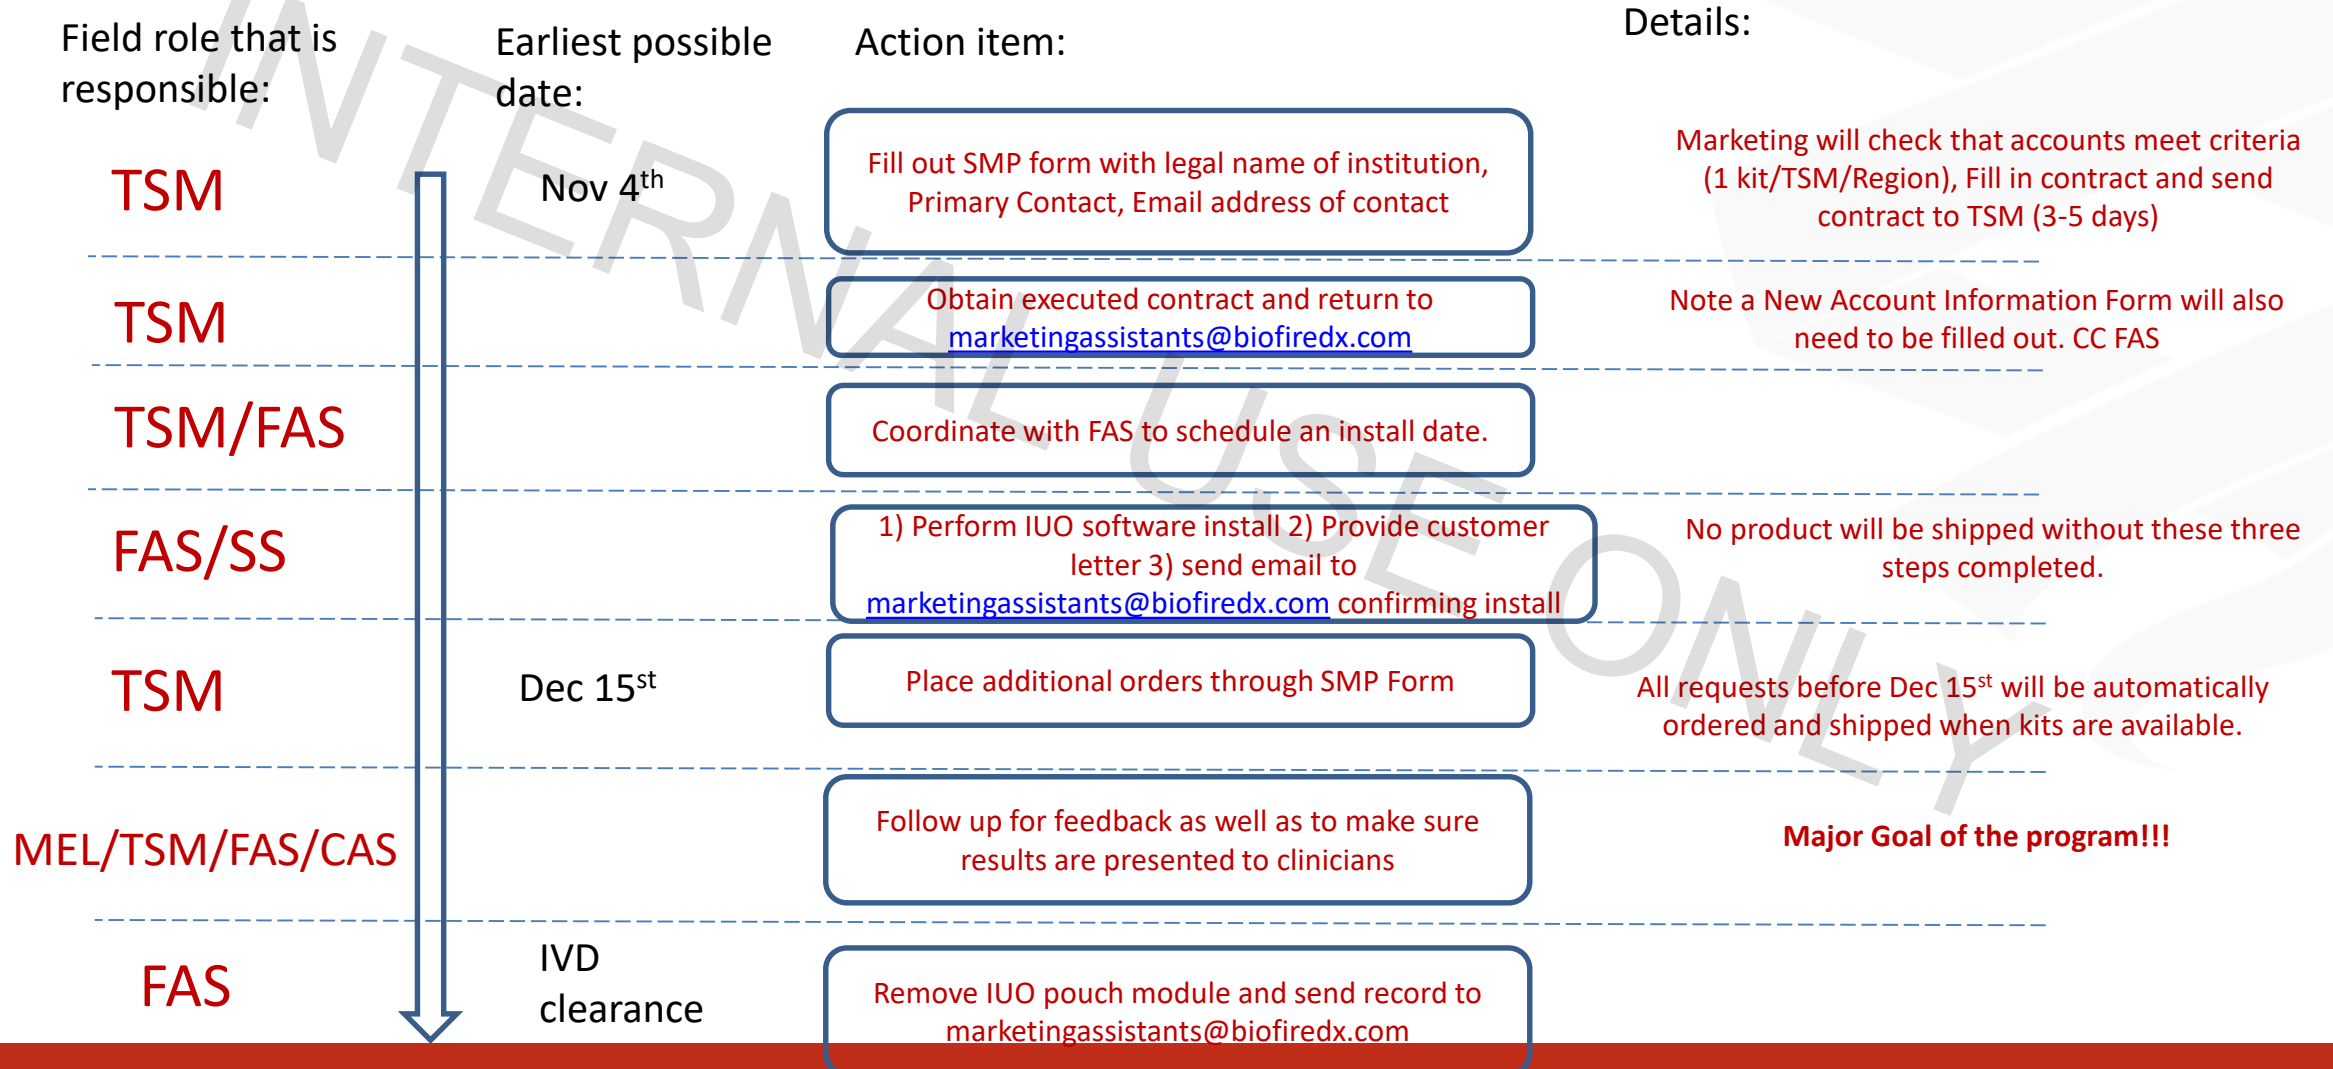 Field role that is
responsible:
Earliest possible
date:
Action item:
Details:
TSM
Nov 4th
Fill out SMP form with legal name of institution,
Primary Contact, Email address of contact
Marketing will check that accounts meet criteria
(1 kit/TSM/Region), Fill in contract and send
contract to TSM (3-5 days)
TSM
Obtain executed contract and return to
marketingassistants@biofiredx.com
Note a New Account Information Form will also
need to be filled out. CC FAS
TSM/FAS
Coordinate with FAS to schedule an install date.
FAS/SS
1) Perform IUO software install 2) Provide customer
letter 3) send email to
marketingassistants@biofiredx.com confirming install
No product will be shipped without these three
steps completed.
TSM
Dec 15st
Place additional orders through SMP Form
All requests before Dec 15st will be automatically
ordered and shipped when kits are available.
MEL/TSM/FAS/CAS
Follow up for feedback as well as to make sure
results are presented to clinicians
Major Goal of the program!!!
FAS
IVD
clearance
Remove IUO pouch module and send record to
marketingassistants@biofiredx.com
INTERNAL USE ONLY